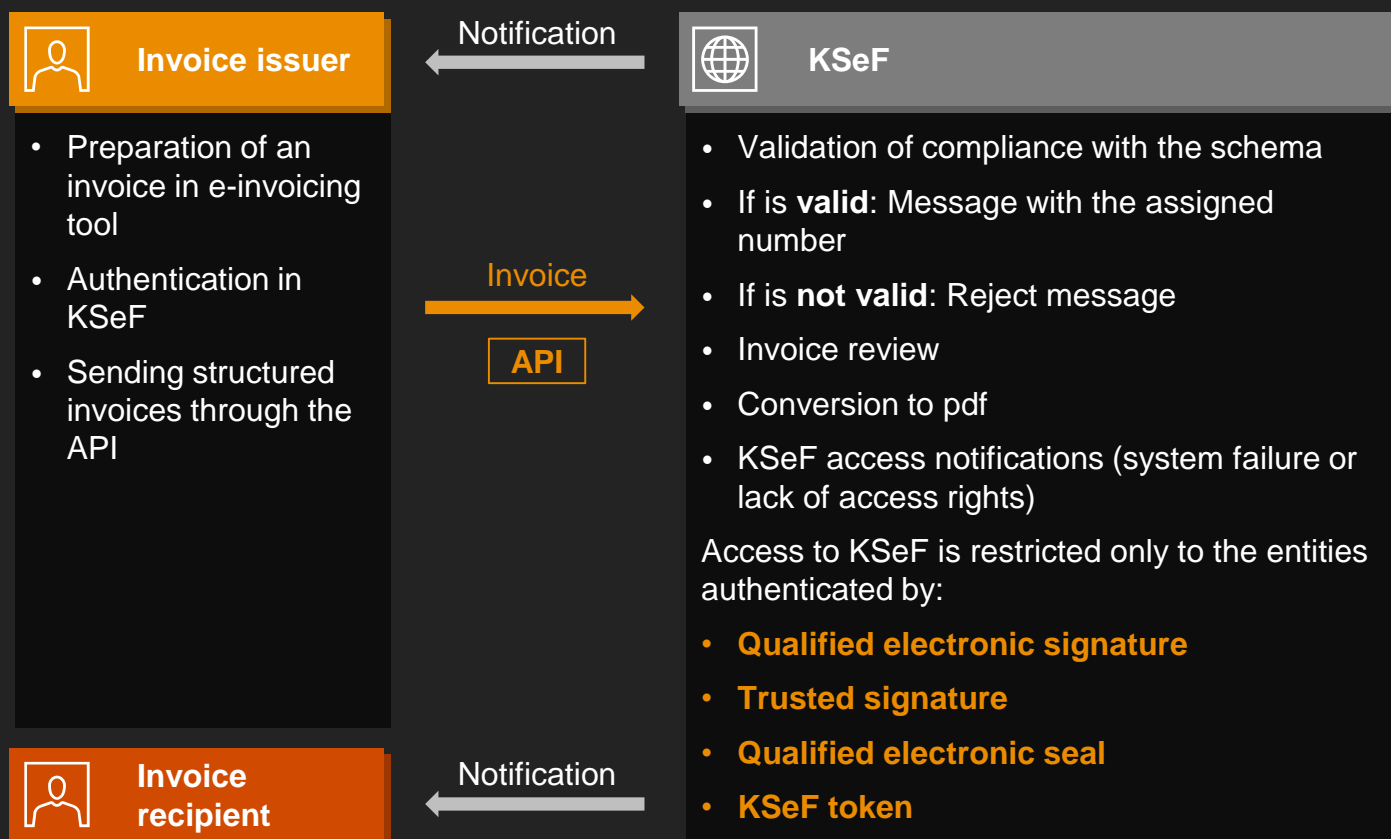 Invoice issuer
• Preparation of an
invoice in e-invoicing
tool
• Authentication in
KSeF
• Sending structured
invoices through the
API
Notification
Invoice
API
KSeF
• Validation of compliance with the schema
• If is valid: Message with the assigned
number
• If is not valid: Reject message
• Invoice review
• Conversion to pdf
• KSeF access notifications (system failure or
lack of access rights)
Access to KSeF is restricted only to the entities
authenticated by:
• Qualified electronic signature
• Trusted signature
• Qualified electronic seal
• KSeF token
Invoice
recipient
Notification